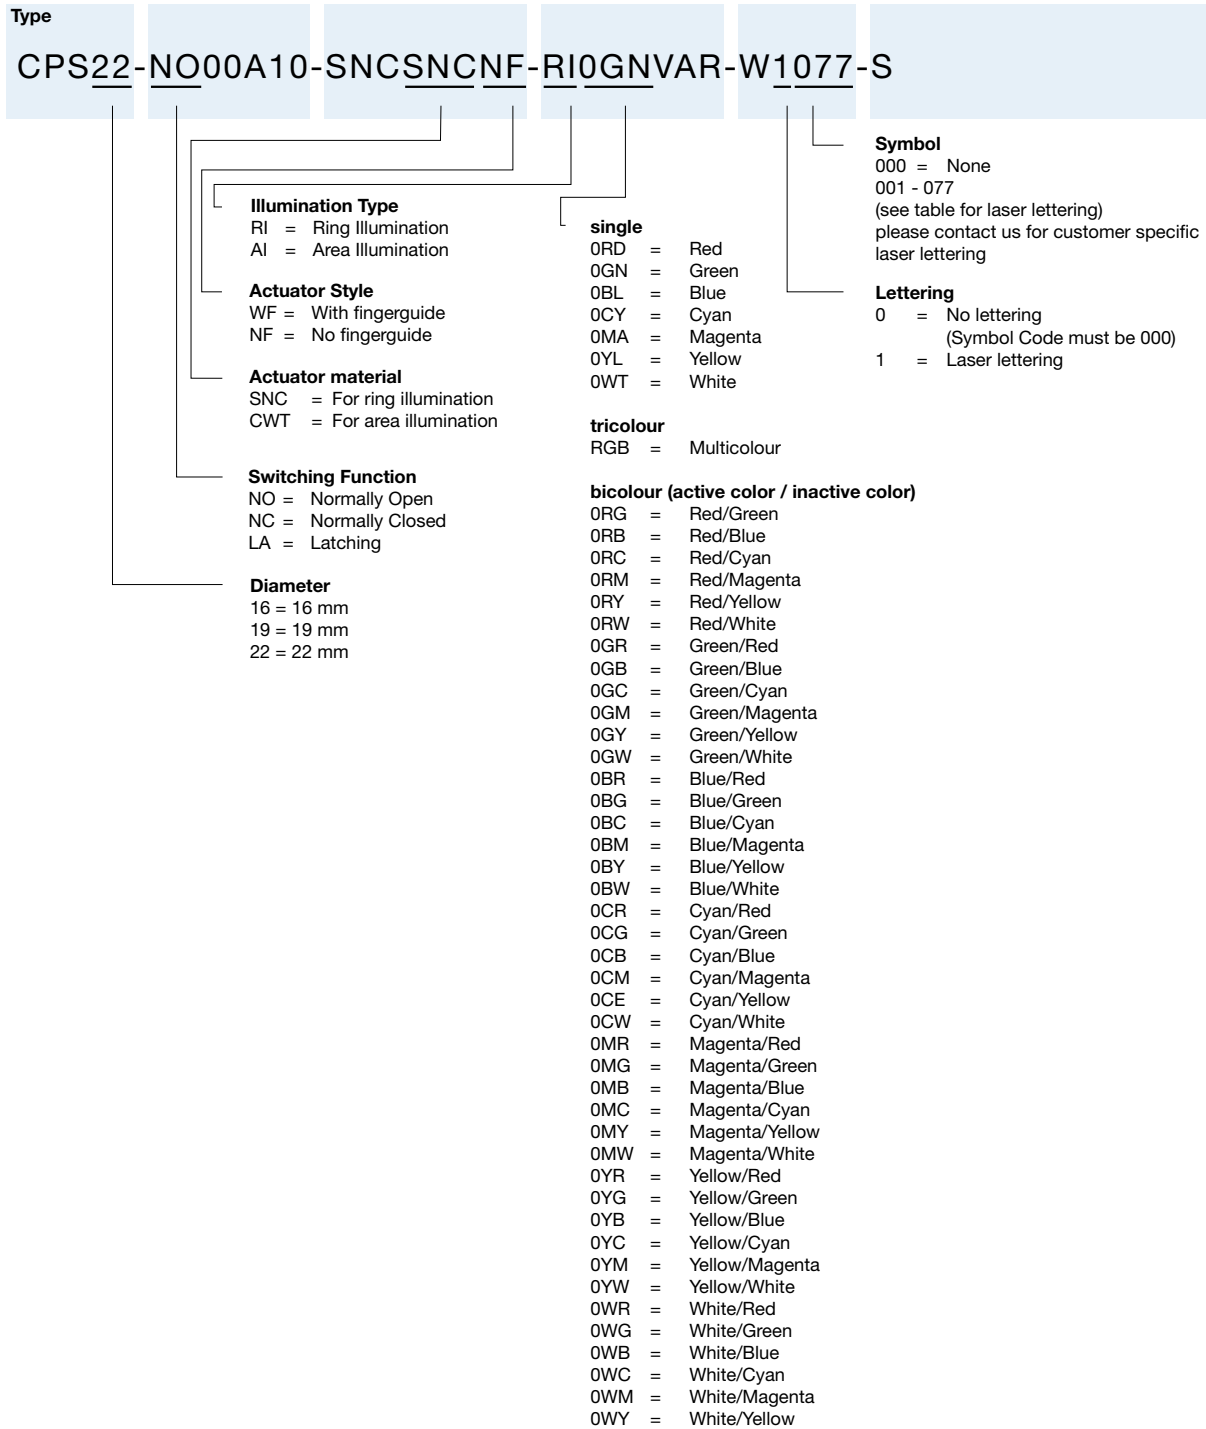 Type
CPS22-NO00A10-SNCSNCNF-RI0GNVAR-W1077-S
Symbol
000 = None
001 - 077
(see table for laser lettering)
please contact us for customer specific
laser lettering
Lettering
0 = No lettering
(Symbol Code must be 000)
1 = Laser lettering
Illumination Type
RI = Ring Illumination
AI = Area Illumination
Actuator Style
WF = With fingerguide
NF = No fingerguide
Actuator material
SNC = For ring illumination
CWT = For area illumination
Switching Function
NO = Normally Open
NC = Normally Closed
LA = Latching
Diameter
16 = 16 mm
19 = 19 mm
22 = 22 mm
single
0RD = Red
0GN = Green
0BL = Blue
0CY = Cyan
0MA = Magenta
0YL = Yellow
0WT = White
tricolour
RGB = Multicolour
bicolour (active color / inactive color)
0RG = Red/Green
0RB = Red/Blue
0RC = Red/Cyan
0RM = Red/Magenta
0RY = Red/Yellow
0RW = Red/White
0GR = Green/Red
0GB = Green/Blue
0GC = Green/Cyan
0GM = Green/Magenta
0GY = Green/Yellow
0GW = Green/White
0BR = Blue/Red
0BG = Blue/Green
0BC = Blue/Cyan
0BM = Blue/Magenta
0BY = Blue/Yellow
0BW = Blue/White
0CR = Cyan/Red
0CG = Cyan/Green
0CB = Cyan/Blue
0CM = Cyan/Magenta
0CE = Cyan/Yellow
0CW = Cyan/White
0MR = Magenta/Red
0MG = Magenta/Green
0MB = Magenta/Blue
0MC = Magenta/Cyan
0MY = Magenta/Yellow
0MW = Magenta/White
0YR = Yellow/Red
0YG = Yellow/Green
0YB = Yellow/Blue
0YC = Yellow/Cyan
0YM = Yellow/Magenta
0YW = Yellow/White
0WR = White/Red
0WG = White/Green
0WB = White/Blue
0WC = White/Cyan
0WM = White/Magenta
0WY = White/Yellow